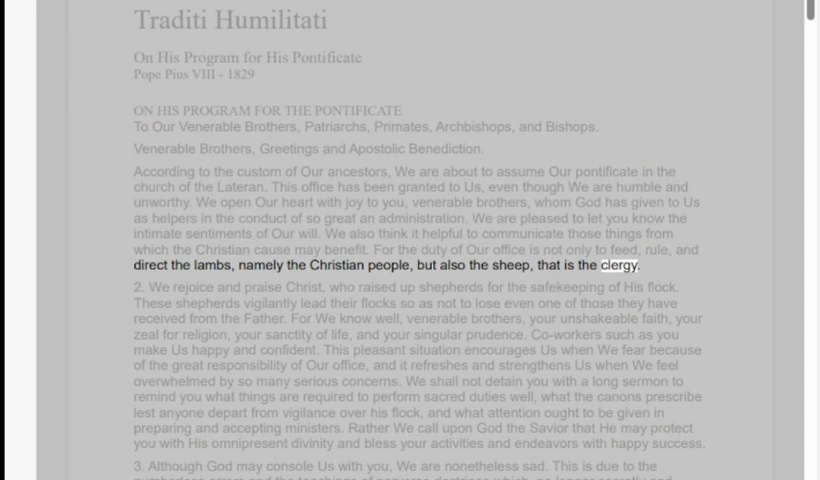 Traditi Humilitati
On His Program for His Pontificate
Pope Pius VIII - 1829
ON HIS PROGRAM FOR THE PONTIFICATE
To Our Venerable Brothers, Patriarchs, Primates, Archbishops, and Bishops.
Venerable Brothers, Greetings and Apostolic Benediction.
According to the custom of Our ancestors, We are about to assume Our pontificate in the
church of the Lateran. This office has been granted to Us, even though We are humble and
unworthy. We open Our heart with joy to you, venerable brothers, whom God has given to Us
as helpers in the conduct of so great an administration. We are pleased to let you know the
intimate sentiments of Our will. We also think it helpful to communicate those things from
which the Christian cause may benefit. For the duty of Our office is not only to feed, rule, and
direct the lambs, namely the Christian people, but also the sheep, that is the clergy.
2. We rejoice and praise Christ, who raised up shepherds for the safekeeping of His flock.
These shepherds vigilantly lead their flocks so as not to lose even one of those they have
received from the Father. For We know well, venerable brothers, your unshakeable faith, your
zeal for religion, your sanctity of life, and your singular prudence. Co-workers such as you
make Us happy and confident. This pleasant situation encourages Us when We fear because
of the great responsibility of Our office, and it refreshes and strengthens Us when We feel
overwhelmed by so many serious concerns. We shall not detain you with a long sermon to
remind you what things are required to perform sacred duties well, what the canons prescribe
lest anyone depart from vigilance over his flock, and what attention ought to be given in
preparing and accepting ministers. Rather We call upon God the Savior that He may protect
you with His omnipresent divinity and bless your activities and endeavors with happy success.
3. Although God may console Us with you, We are nonetheless sad. This is due to the